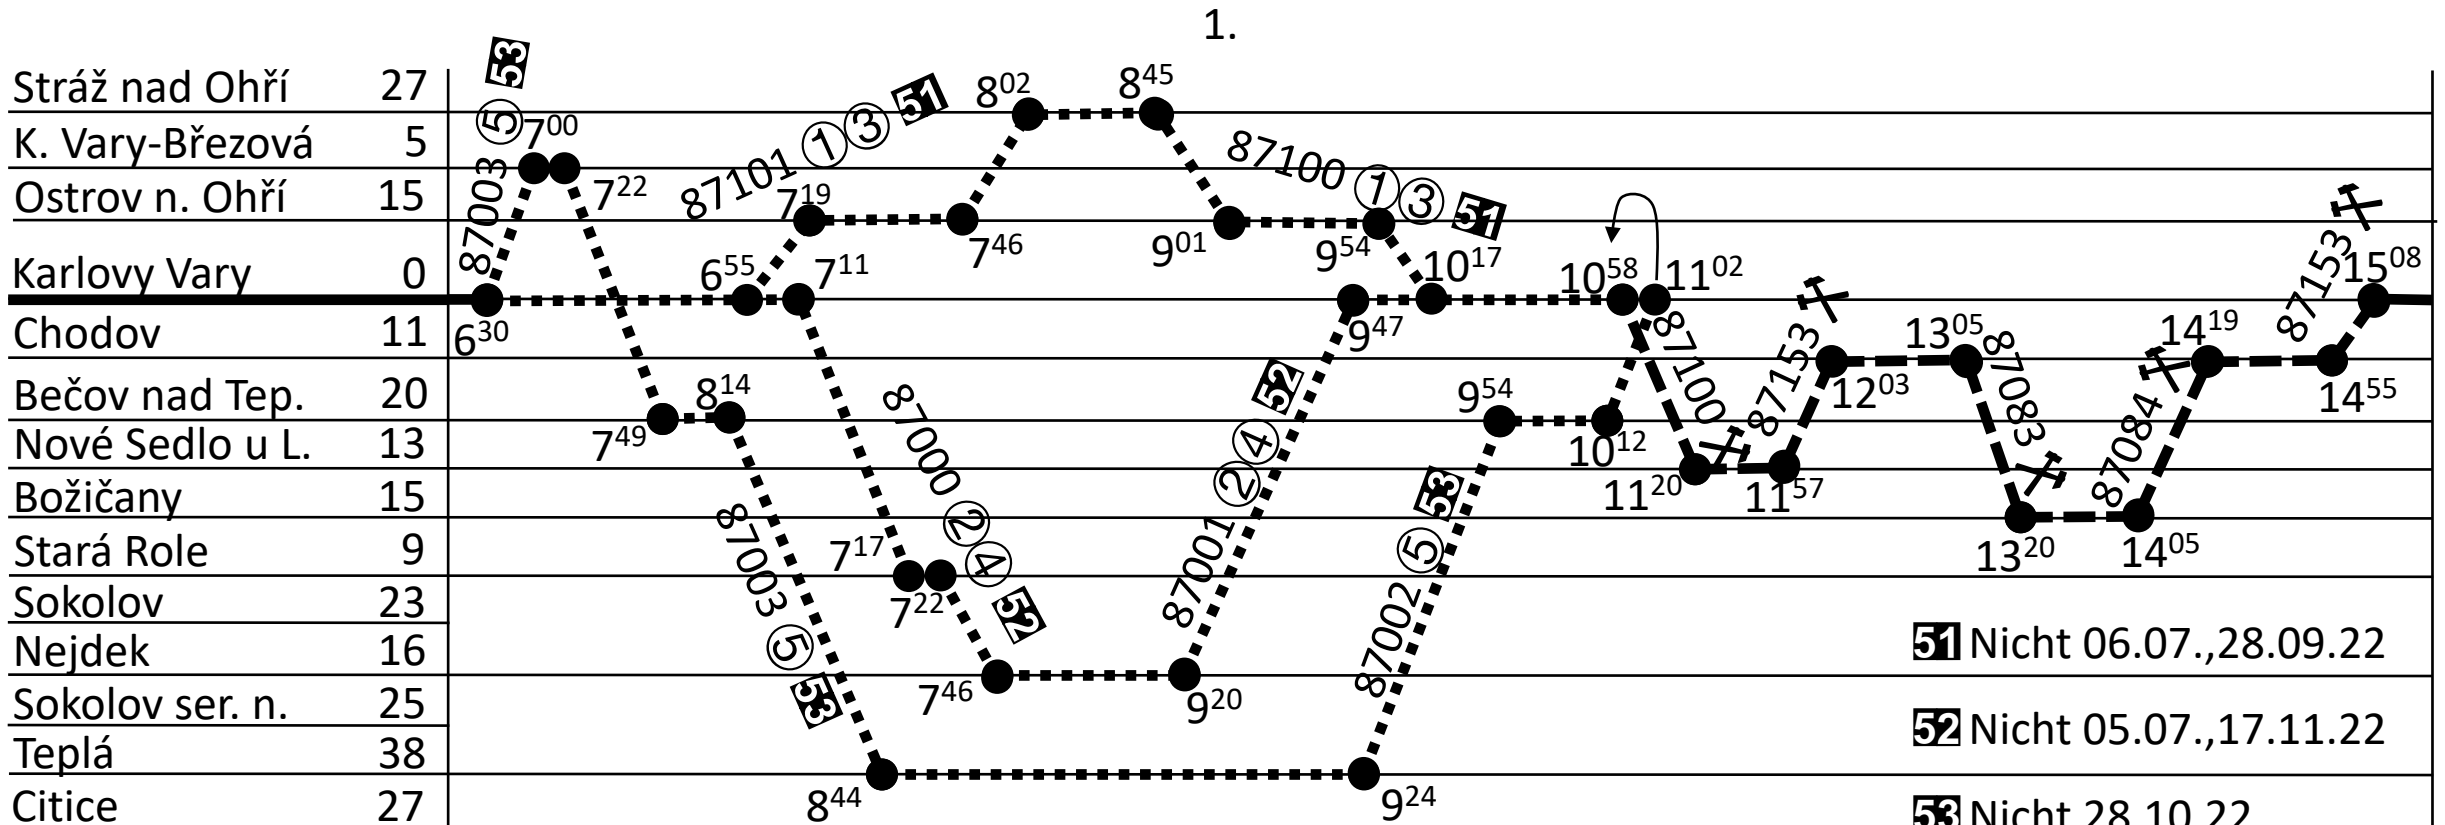 1.
Stráž nad Ohří 27
K. Vary-Březová 5
Ostrov n. Ohří 15
Karlovy Vary 0
Chodov 11
Bečov nad Tep. 20
Nové Sedlo u L. 13
Božičany 15
Stará Role 9
Sokolov 23
Nejdek 16
Sokolov ser. n. 25
Teplá 38
Citice 27
87003 ⑤ 53
7⁰⁰
7²²
6³⁰
7⁴⁹
8¹⁴
87003 ⑤ 53
8⁴⁴
87101 ① ③ 51
6⁵⁵
7¹⁹
7⁴⁶
8⁰²
8⁴⁵
7¹¹
87000 ② ④ 52
7¹⁷
7²²
7⁴⁶
9²⁰
87001 ② ④ 52
9⁴⁷
87100 ① ③ 51
9⁰¹
9⁵⁴
10¹⁷
9²⁴
87002 ⑤ 53
9⁵⁴
10¹²
10⁵⁸
11⁰²
87100 ⚒
11²⁰
11⁵⁷
87153 ⚒
12⁰³
13⁰⁵
87083 ⚒
13²⁰
14⁰⁵
87084 ⚒
14¹⁹
14⁵⁵
87153 ⚒
15⁰⁸
51 Nicht 06.07.,28.09.22
52 Nicht 05.07.,17.11.22
53 Nicht 28.10.22